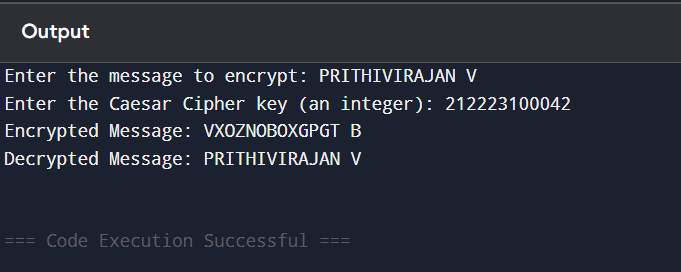 Output
Enter the message to encrypt: PRITHIVIRAJAN V
Enter the Caesar Cipher key (an integer): 212223100042
Encrypted Message: VXOZNOBOXGPGT B
Decrypted Message: PRITHIVIRAJAN V
=== Code Execution Successful ===